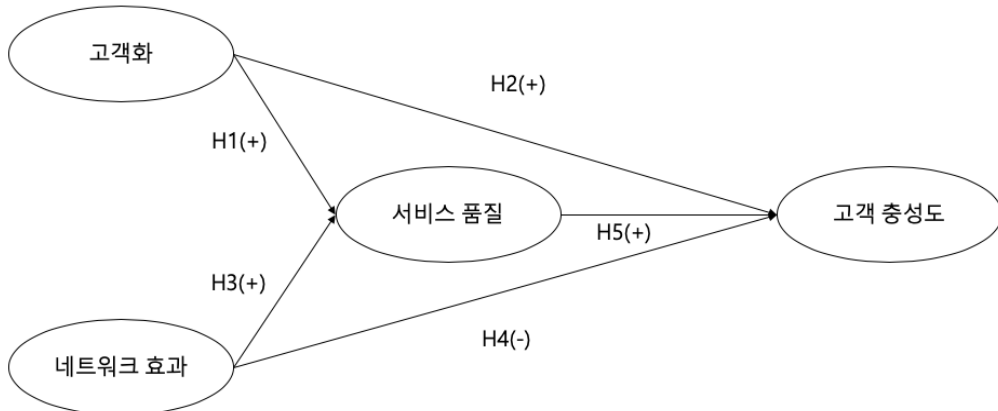 고객화
H2(+)
H1(+)
서비스 품질
고객 충성도
H5(+)
H3(+)
H4(-)
네트워크 효과